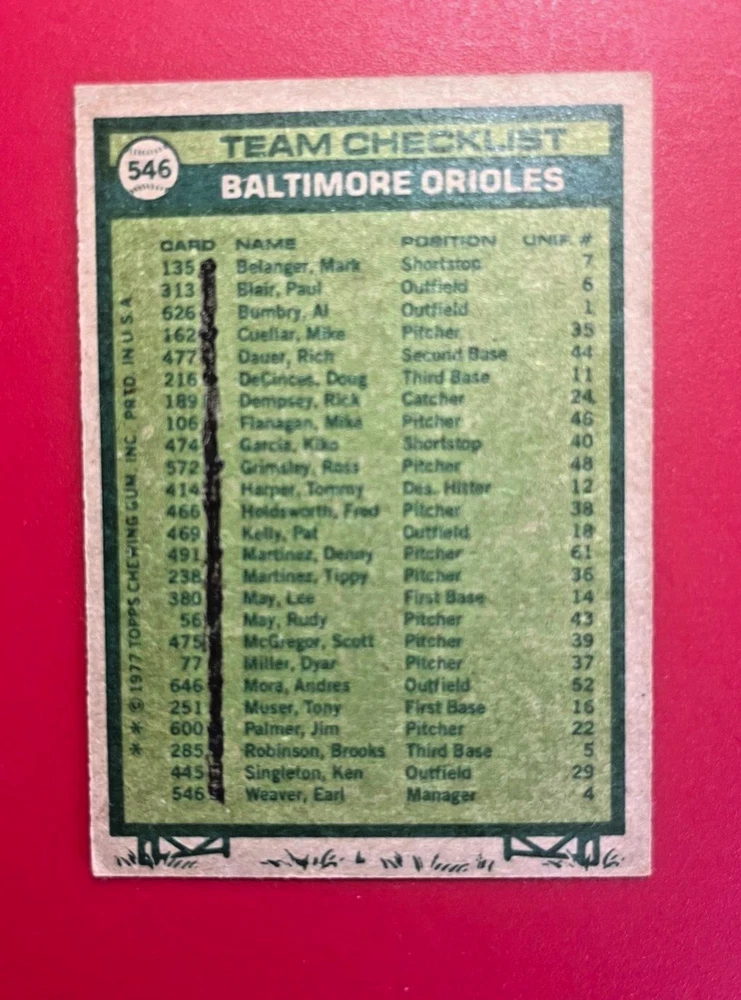 546
TEAM CHECKLIST
BALTIMORE ORIOLES
CARD NAME POSITION UNIF. #
135 Belanger, Mark Shortstop 7
313 Blair, Paul Outfield 6
626 Bumbry, Al Outfield 1
162 Cuellar, Mike Pitcher 35
477 Dauer, Rich Second Base 44
216 DeCinces, Doug Third Base 11
189 Dempsey, Rick Catcher 24
106 Flanagan, Mike Pitcher 46
474 Garcia, Kiko Shortstop 40
572 Grimsley, Ross Pitcher 48
414 Harper, Tommy Des. Hitter 12
466 Holdsworth, Fred Pitcher 38
469 Kelly, Pat Outfield 18
491 Martinez, Denny Pitcher 61
238 Martinez, Tippy Pitcher 36
380 May, Lee First Base 14
56 May, Rudy Pitcher 43
475 McGregor, Scott Pitcher 39
77 Miller, Dyar Pitcher 37
646 Mora, Andres Outfield 52
251 Muser, Tony First Base 16
600 Palmer, Jim Pitcher 22
285 Robinson, Brooks Third Base 5
445 Singleton, Ken Outfield 29
546 Weaver, Earl Manager 4
* * © 1977 TOPPS CHEWING GUM, INC. PRTD. IN U.S.A.